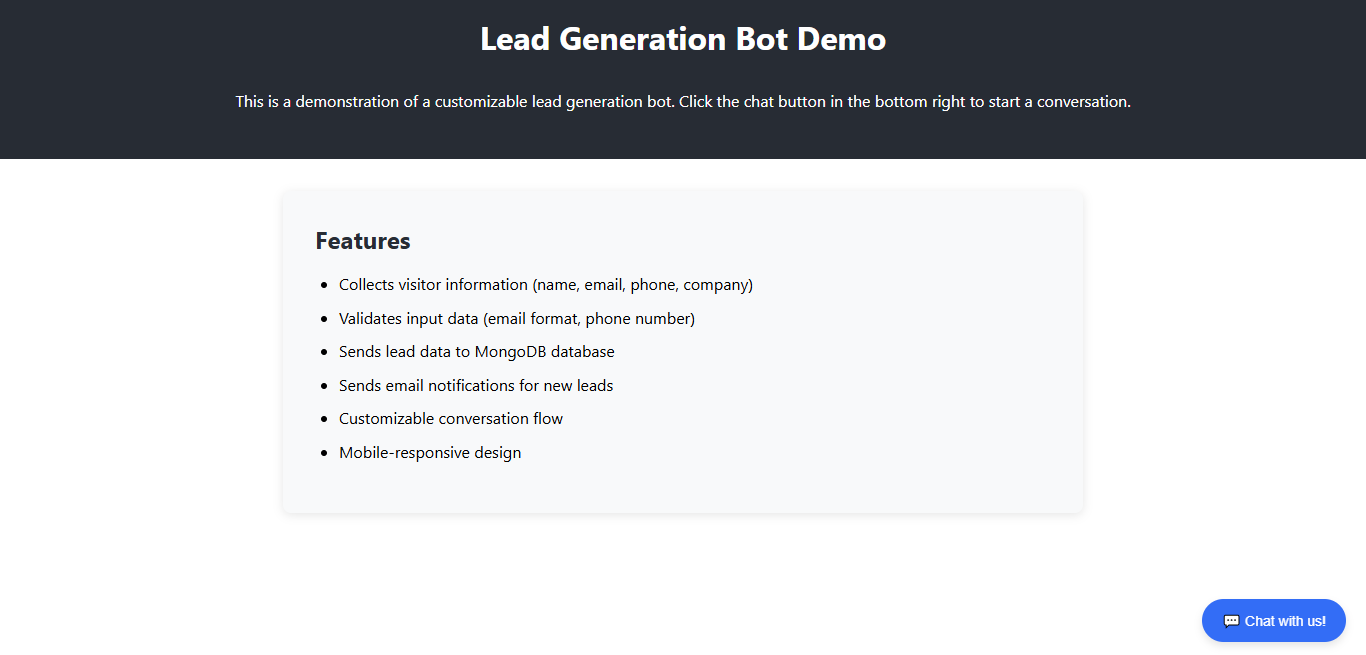 Lead Generation Bot Demo
This is a demonstration of a customizable lead generation bot. Click the chat button in the bottom right to start a conversation.
Features
• Collects visitor information (name, email, phone, company)
• Validates input data (email format, phone number)
• Sends lead data to MongoDB database
• Sends email notifications for new leads
• Customizable conversation flow
• Mobile-responsive design
💬 Chat with us!